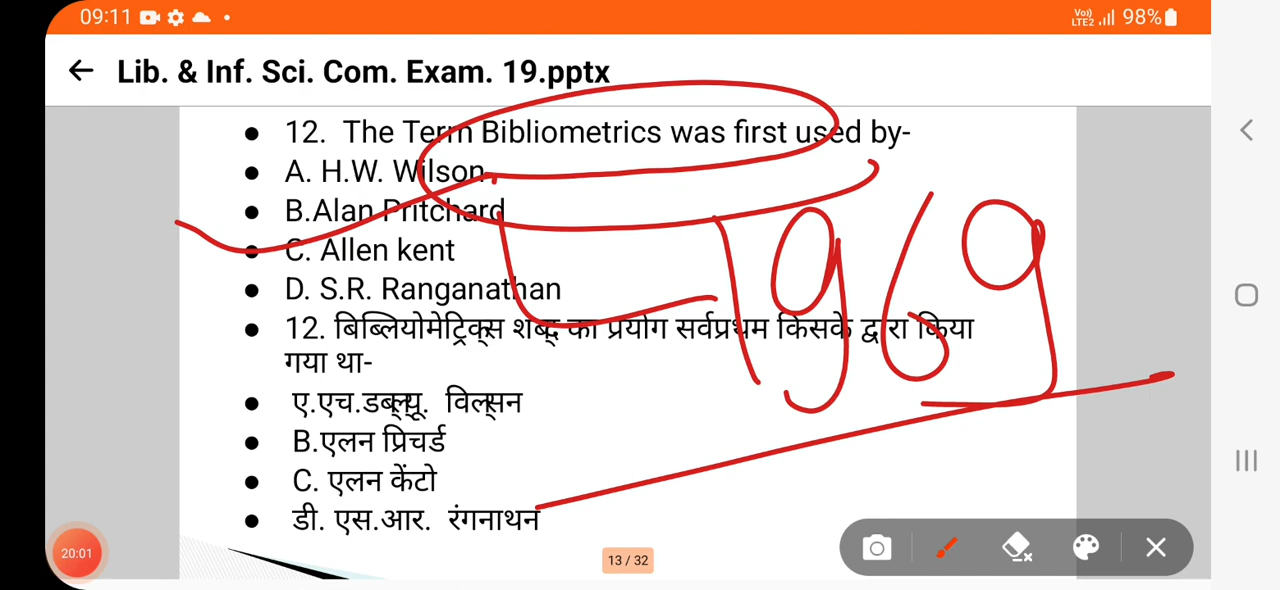 09:11 Vo)) LTE2 98%
Lib. & Inf. Sci. Com. Exam. 19.pptx
12. The Term Bibliometrics was first used by-
A. H.W. Wilson
B.Alan Pritchard
C. Allen kent
D. S.R. Ranganathan
1969
12. बिब्लियोमेट्रिक्स शब्द का प्रयोग सर्वप्रथम किसके द्वारा किया
गया था-
ए.एच.डब्ल्यू. विल्सन
B.एलन प्रिचर्ड
C. एलन केंटो
डी. एस.आर. रंगनाथन
20:01
13 / 32